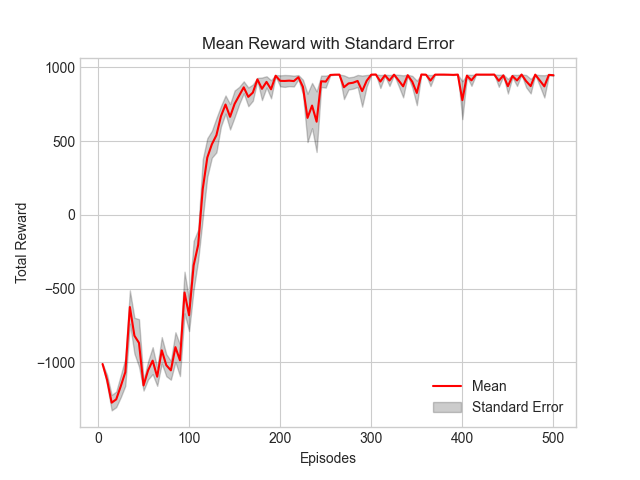 Mean Reward with Standard Error
1000
500
0
−500
−1000
Total Reward
0
100
200
300
400
500
Episodes
Mean
Standard Error